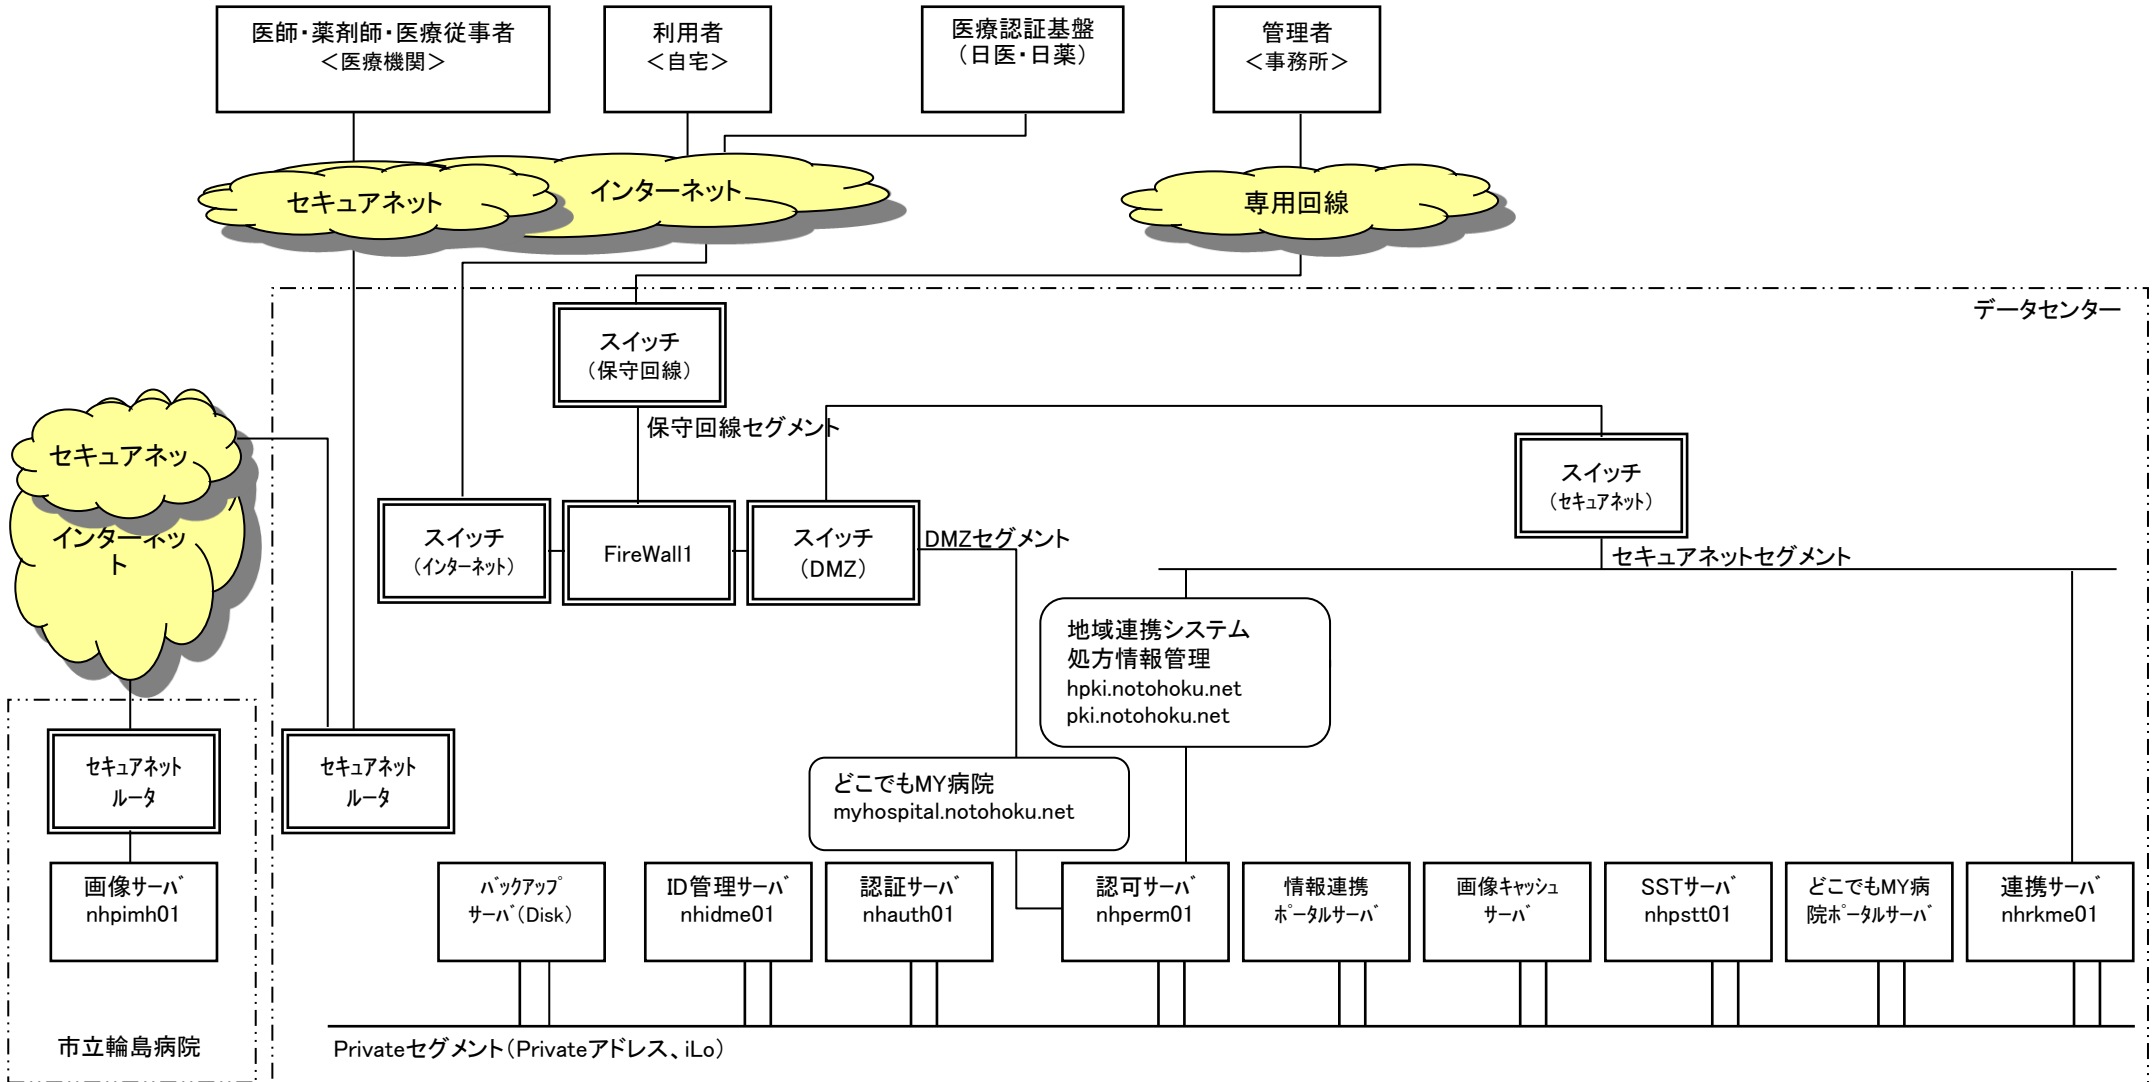 医師・薬剤師・医療従事者
＜医療機関＞
利用者
＜自宅＞
医療認証基盤
（日医・日薬）
管理者
＜事務所＞
セキュアネット
インターネット
専用回線
データセンター
スイッチ
（保守回線）
保守回線セグメント
セキュアネッ
インターネッ
ト
スイッチ
（インターネット）
FireWall1
スイッチ
（DMZ）
DMZセグメント
スイッチ
（セキュアネット）
セキュアネットセグメント
地域連携システム
処方情報管理
hpki.notohoku.net
pki.notohoku.net
セキュアネット
ルータ
セキュアネット
ルータ
どこでもMY病院
myhospital.notohoku.net
画像サーバ
nhpimh01
バックアップ
サーバ（Disk）
ID管理サーバ
nhidme01
認証サーバ
nhauth01
認可サーバ
nhperm01
情報連携
ポータルサーバ
画像キャッシュ
サーバ
SSTサーバ
nhpstt01
どこでもMY病
院ポータルサーバ
連携サーバ
nhrkme01
市立輪島病院
Privateセグメント（Privateアドレス、iLo）